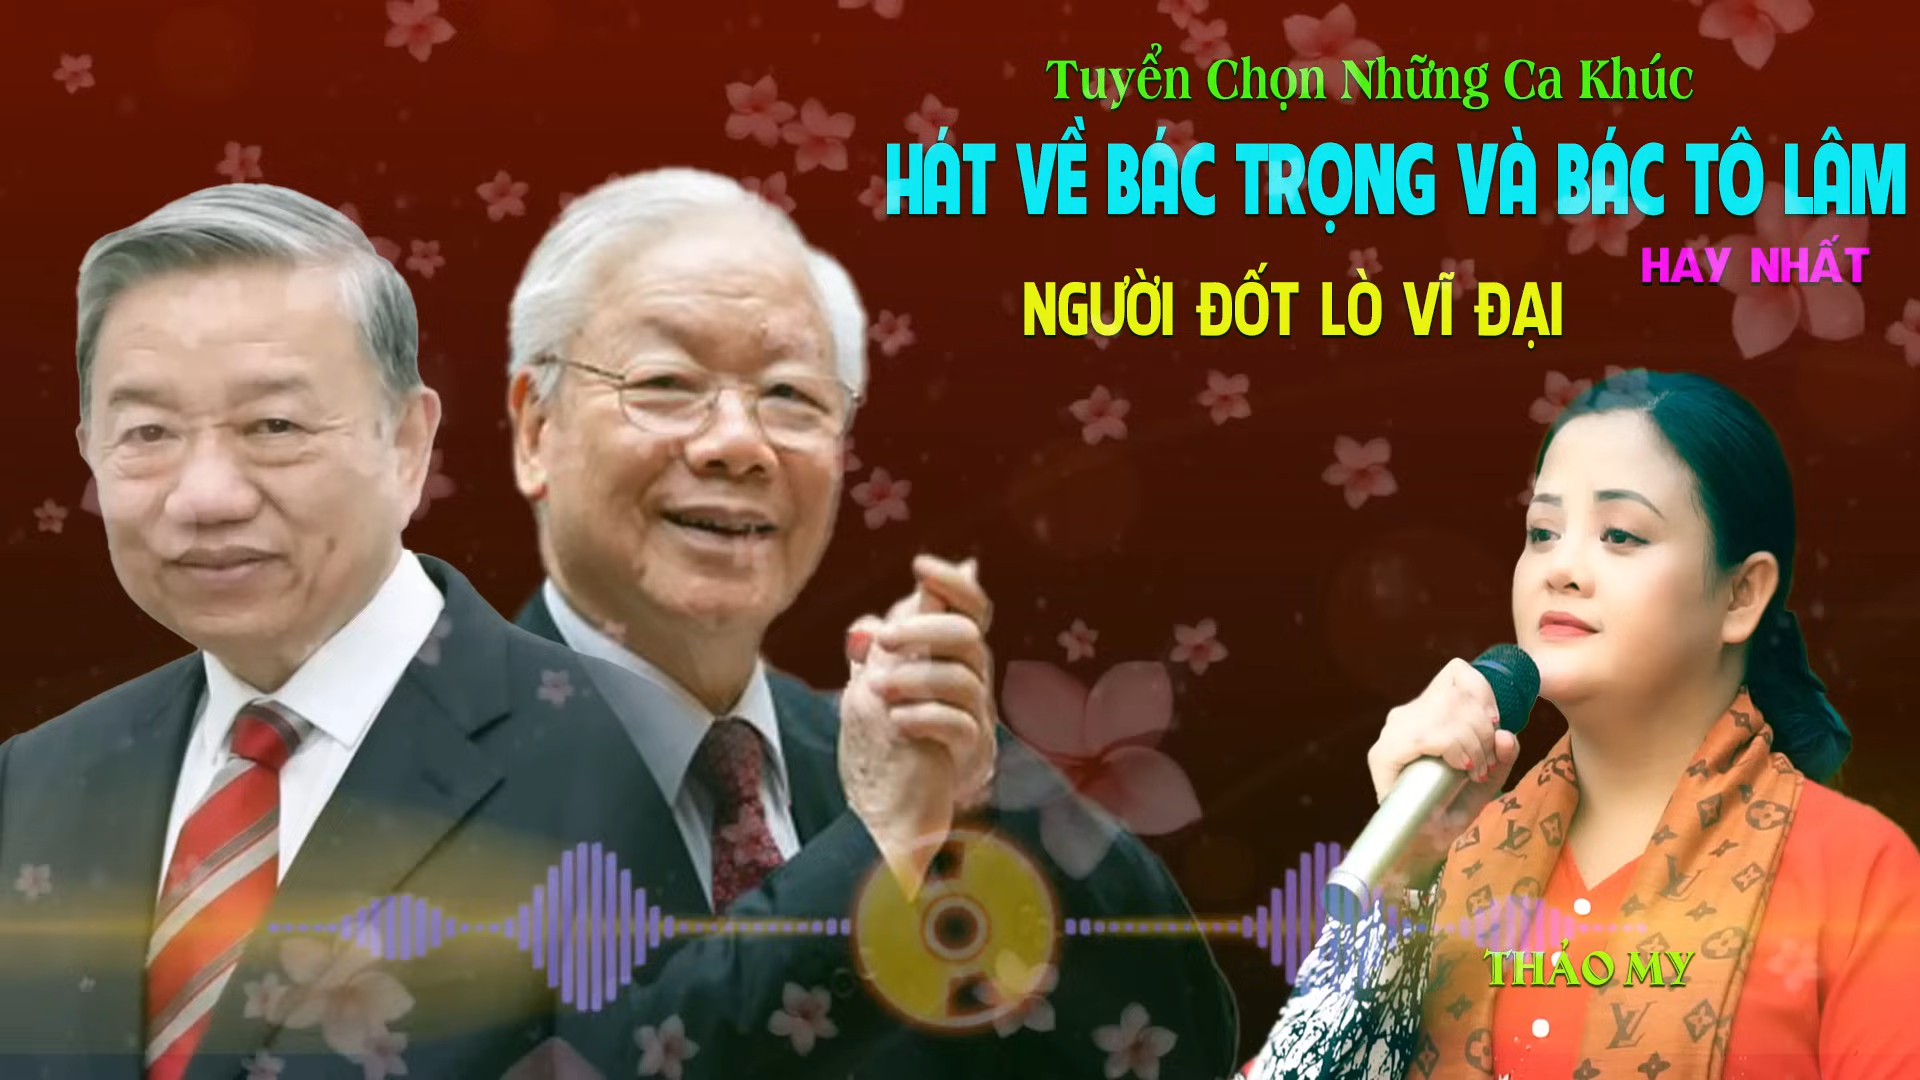 Tuyển Chọn Những Ca Khúc
HÁT VỀ BÁC TRỌNG VÀ BÁC TÔ LÂM
HAY NHẤT
NGƯỜI ĐỐT LÒ VĨ ĐẠI
THẢO MY